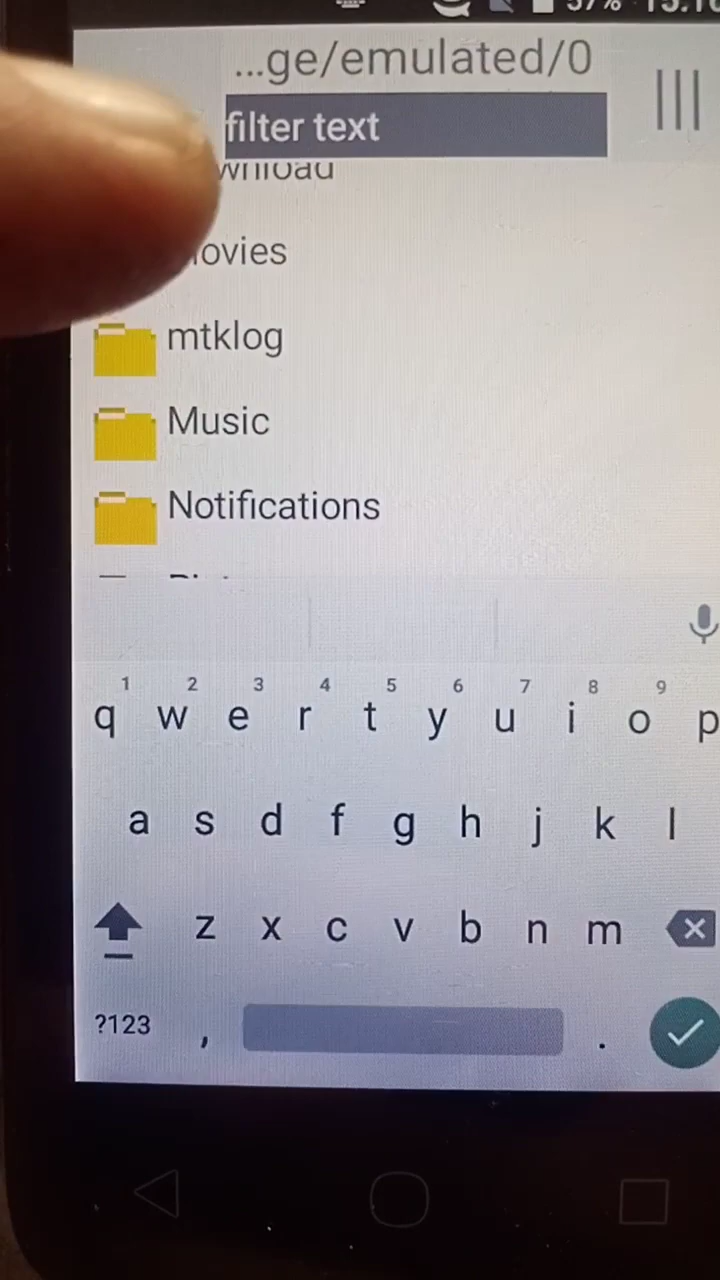 ...ge/emulated/0
filter text
wnload
ovies
mtklog
Music
Notifications
1 2 3 4 5 6 7 8 9
q w e r t y u i o p
a s d f g h j k l
z x c v b n m
?123 , .